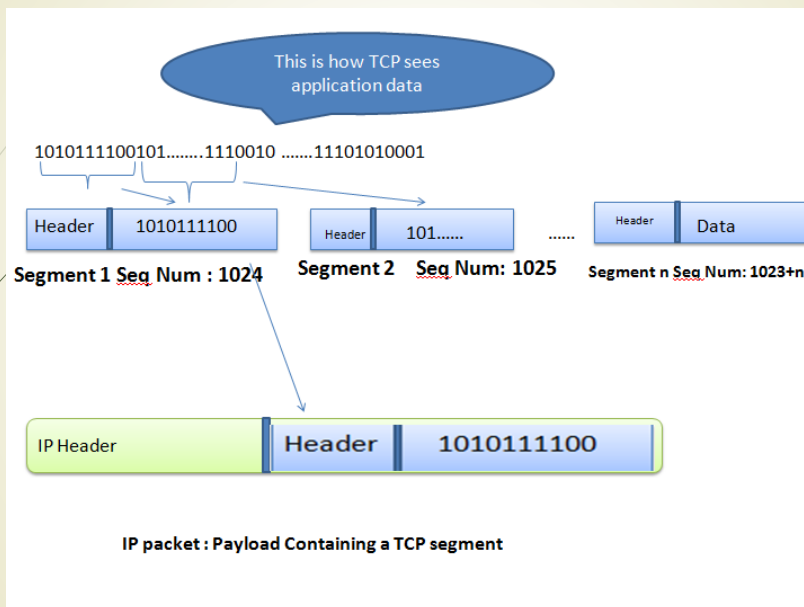 This is how TCP sees
application data
1010111100101........1110010 .......11101010001
Header 1010111100
Header 101......
......
Header Data
Segment 1 Seq Num : 1024
Segment 2 Seq Num: 1025
Segment n Seq Num: 1023+n
IP Header Header 1010111100
IP packet : Payload Containing a TCP segment